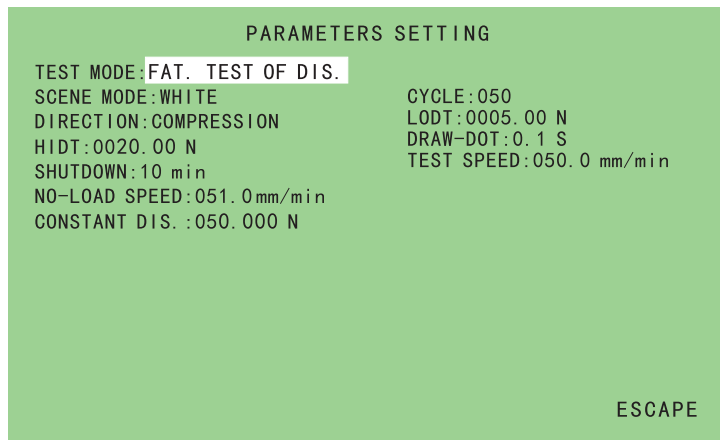 PARAMETERS SETTING
TEST MODE:FAT. TEST OF DIS.
SCENE MODE:WHITE
DIRECTION:COMPRESSION
HIDT:0020.00 N
SHUTDOWN:10 min
NO-LOAD SPEED:051.0mm/min
CONSTANT DIS.:050.000 N
CYCLE:050
LODT:0005.00 N
DRAW-DOT:0.1 S
TEST SPEED:050.0 mm/min
ESCAPE